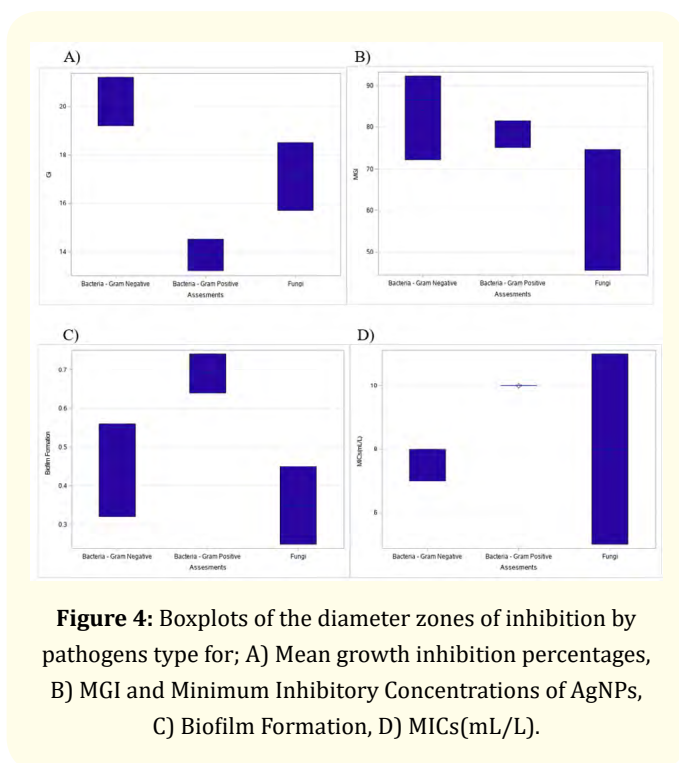 A)
B)
GI
20
18
16
14
Bacteria - Gram Negative
Bacteria - Gram Positive
Fungi
Assesments
MGI
90
80
70
60
50
Bacteria - Gram Negative
Bacteria - Gram Positive
Fungi
Assesments
C)
D)
Biofilm Formation
0.7
0.6
0.5
0.4
0.3
Bacteria - Gram Negative
Bacteria - Gram Positive
Fungi
Assesments
MICs(mL/L)
10
8
6
Bacteria - Gram Negative
Bacteria - Gram Positive
Fungi
Assesments
Figure 4: Boxplots of the diameter zones of inhibition by
pathogens type for; A) Mean growth inhibition percentages,
B) MGI and Minimum Inhibitory Concentrations of AgNPs,
C) Biofilm Formation, D) MICs(mL/L).